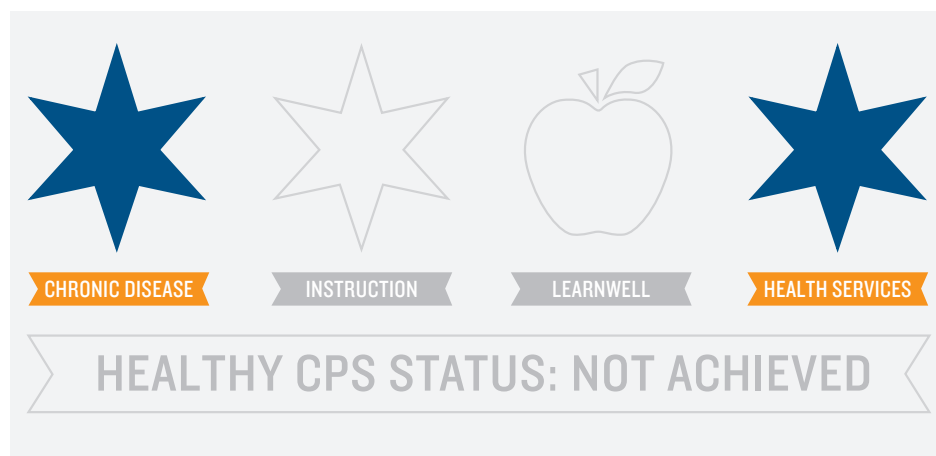 CHRONIC DISEASE
INSTRUCTION
LEARNWELL
HEALTH SERVICES
HEALTHY CPS STATUS: NOT ACHIEVED